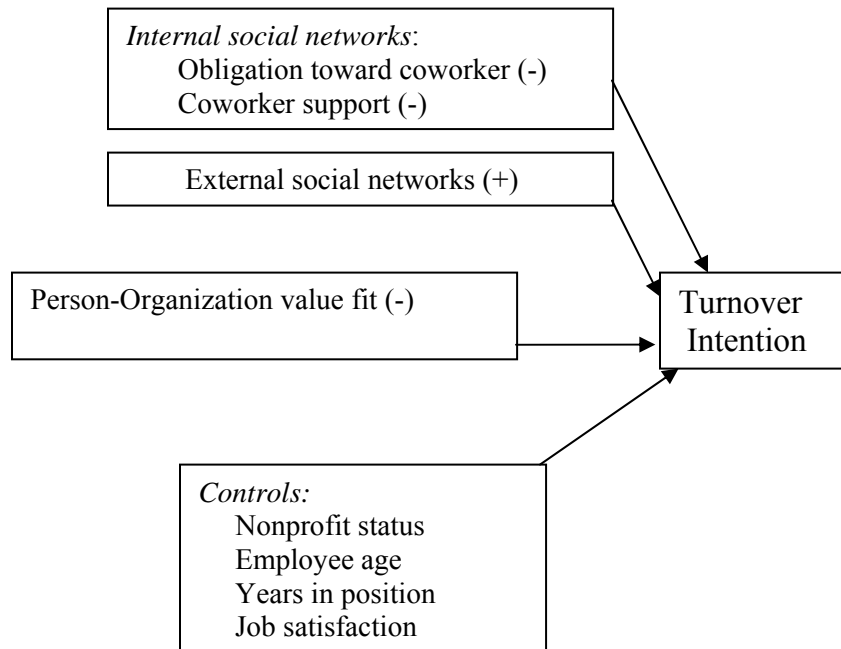 Internal social networks:
Obligation toward coworker (-)
Coworker support (-)
External social networks (+)
Person-Organization value fit (-)
Turnover
Intention
Controls:
Nonprofit status
Employee age
Years in position
Job satisfaction